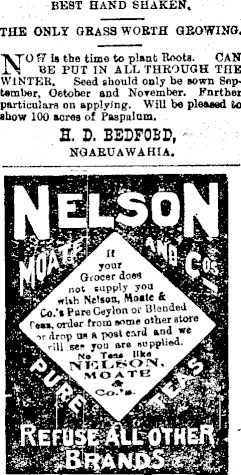 BEST HAND SHAKEN.
THE ONLY GRASS WORTH GROWING.
NOW is the time to plant Roots. CAN
BE PUT IN ALL THROUGH THE
WINTER. Seed should only be sown Sep-
tember, October and November. Further
particulars on applying. Will be pleased to
show 100 acres of Paspalum.
H. D. BEDFORD,
NGARUAWAHIA.
NELSON
MOATE AND Co's
If
your
Grocer does
not supply you
with Nelson, Moate &
Co.'s Pure Ceylon or Blended
Teas, order from some other store
or drop us a post card and we
will see you are supplied.
No Teas like
NELSON,
MOATE
&
Co.'s.
PURE TEAS
REFUSE ALL OTHER
BRANDS